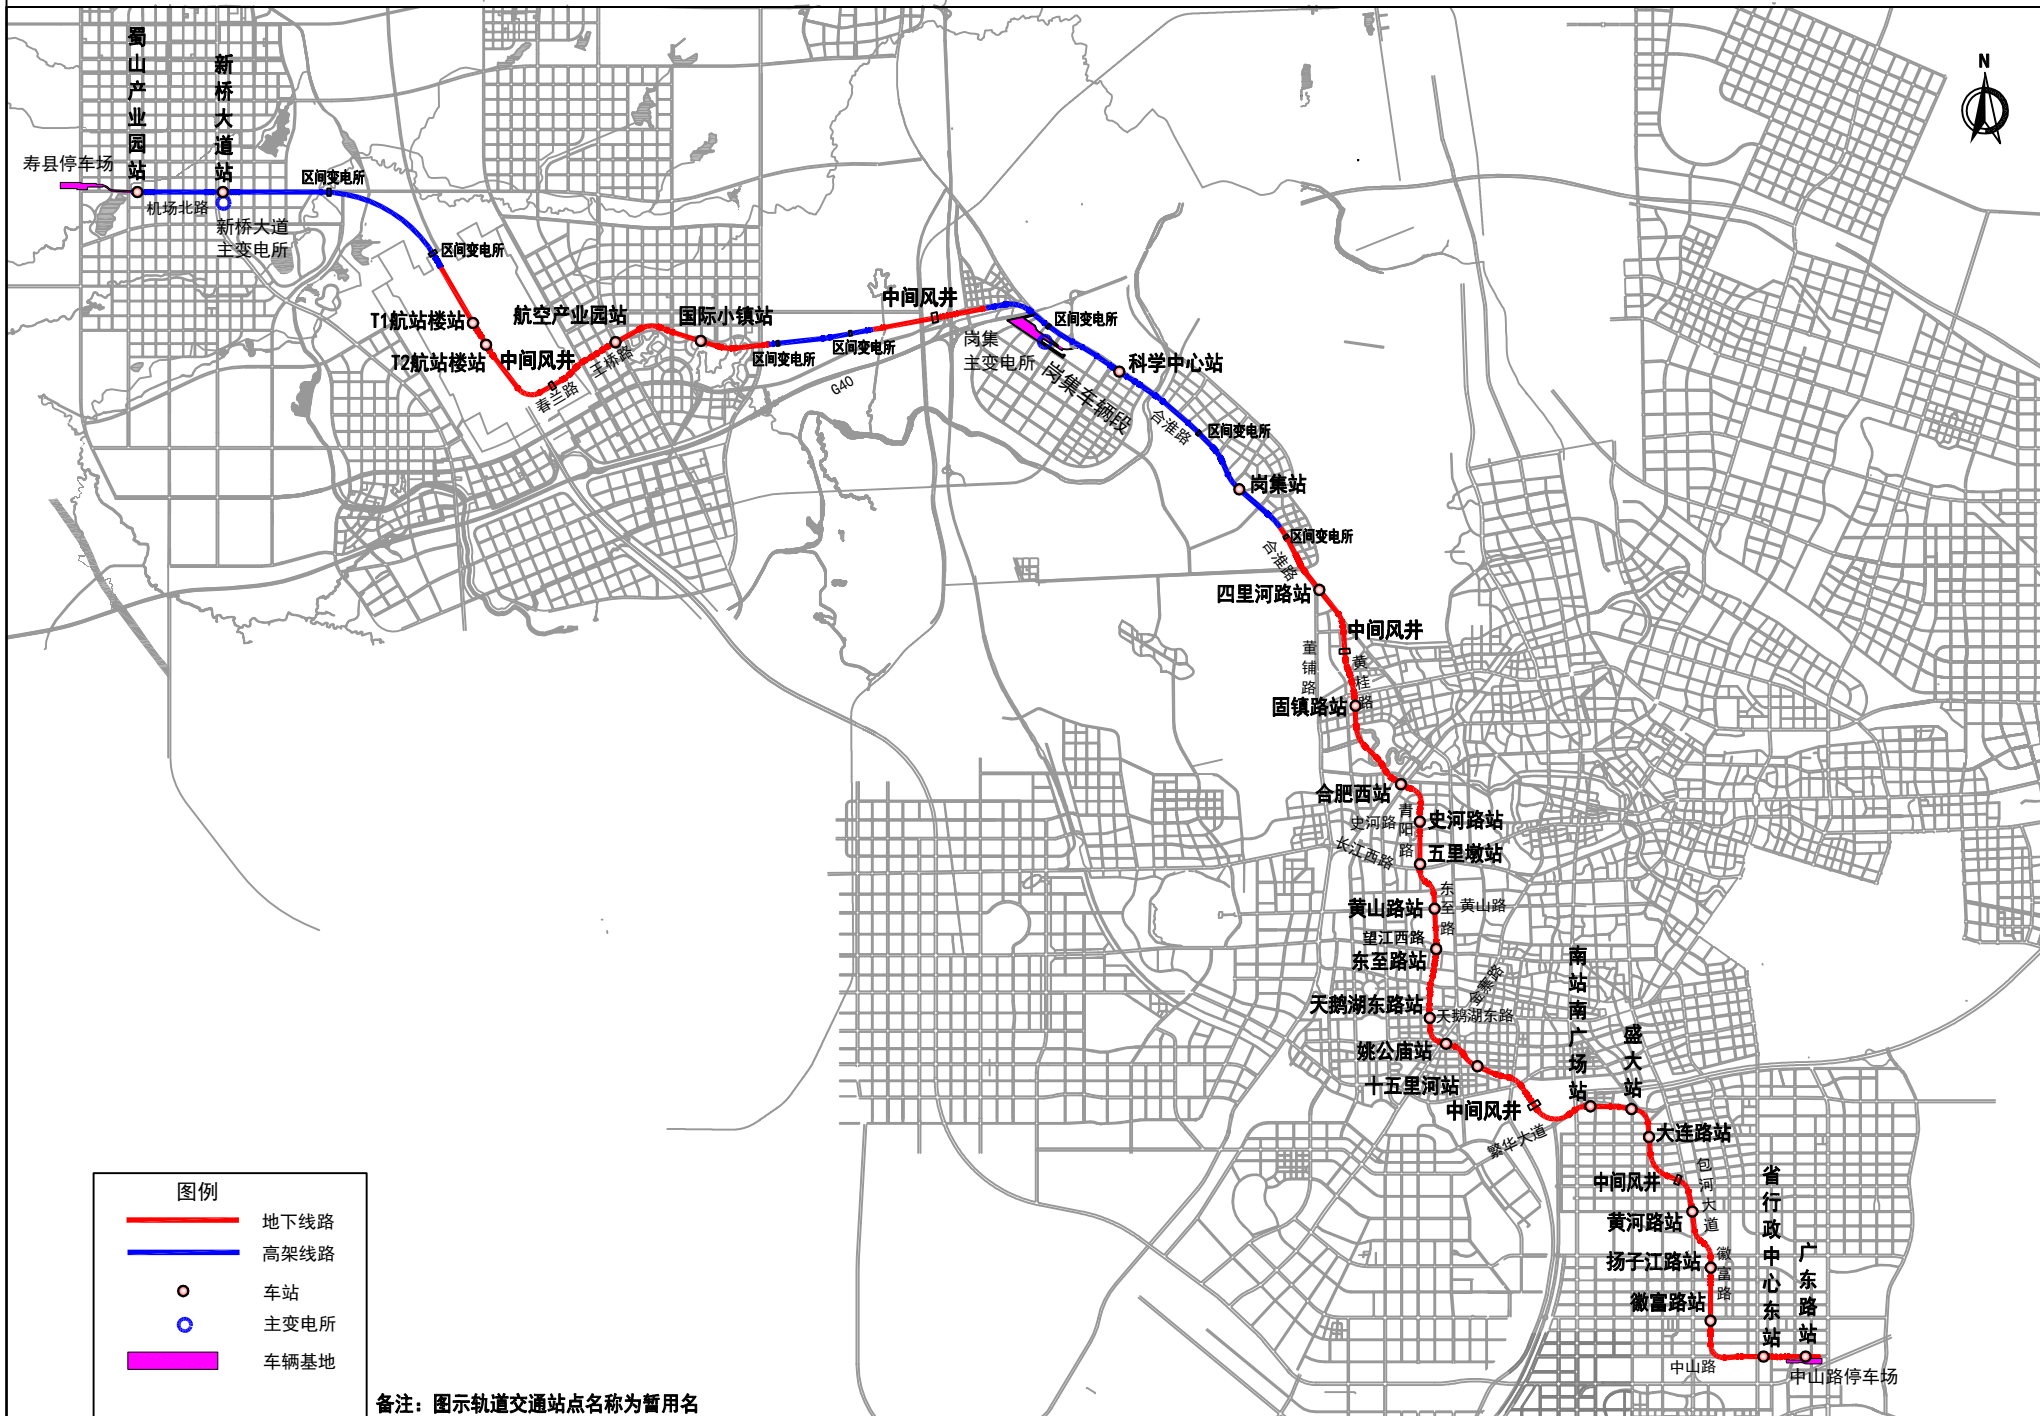 蜀山产业园站
新桥大道站
N
寿县停车场
区间变电所
机场北路
新桥大道
主变电所
区间变电所
T1航站楼站
T2航站楼站
航空产业园站
国际小镇站
中间风井
中间风井
春兰路
王桥路
区间变电所
区间变电所
G40
岗集
主变电所
岗集车辆段
区间变电所
科学中心站
合淮路
区间变电所
岗集站
区间变电所
合淮路
四里河路站
中间风井
董铺路
黄桂路
固镇路站
合肥西站
青阳路
史河路
史河路站
长江西路
五里墩站
东至路
黄山路站
黄山路
望江西路
东至路站
金寨路
天鹅湖东路站
天鹅湖东路
姚公庙站
十五里河站
中间风井
繁华大道
南站南广场站
盛大站
大连路站
包河大道
中间风井
黄河路站
扬子江路站
徽富路
徽富路站
省行政中心东站
广东路站
中山路
中山路停车场
图例
地下线路
高架线路
车站
主变电所
车辆基地
备注：图示轨道交通站点名称为暂用名